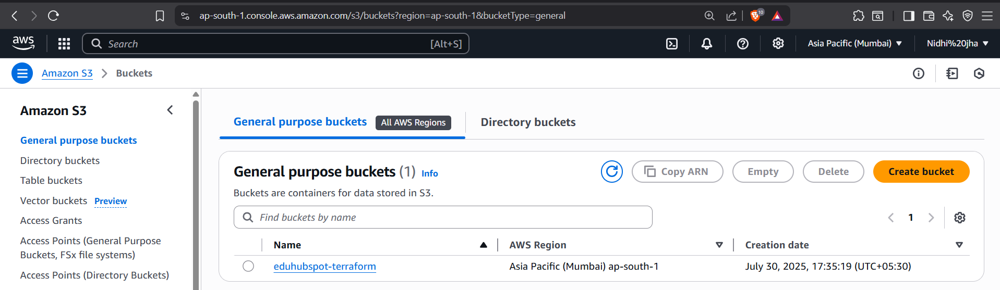 ap-south-1.console.aws.amazon.com/s3/buckets?region=ap-south-1&bucketType=general
10
aws
Search
[Alt+S]
Asia Pacific (Mumbai)
Nidhi%20jha
Amazon S3
Buckets
Amazon S3
General purpose buckets
Directory buckets
Table buckets
Vector buckets Preview
Access Grants
Access Points (General Purpose
Buckets, FSx file systems)
Access Points (Directory Buckets)
General purpose buckets All AWS Regions
Directory buckets
General purpose buckets (1) Info
Copy ARN
Empty
Delete
Create bucket
Buckets are containers for data stored in S3.
Find buckets by name
1
Name AWS Region Creation date
eduhubspot-terraform Asia Pacific (Mumbai) ap-south-1 July 30, 2025, 17:35:19 (UTC+05:30)